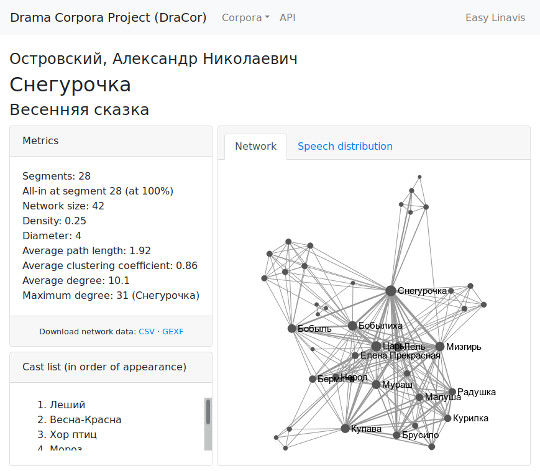 Drama Corpora Project (DraCor)
Corpora
API
Easy Linavis
Островский, Александр Николаевич
Снегурочка
Весенняя сказка
Metrics
Segments: 28
All-in at segment 28 (at 100%)
Network size: 42
Density: 0.25
Diameter: 4
Average path length: 1.92
Average clustering coefficient: 0.86
Average degree: 10.1
Maximum degree: 31 (Снегурочка)
Download network data: CSV · GEXF
Cast list (in order of appearance)
1. Леший
2. Весна-Красна
3. Хор птиц
4. Мороз
Network
Speech distribution
Снегурочка
Бобыль
Бобылиха
Царь
Лель
Мизгирь
Елена Прекрасная
Народ
Мураш
Радушка
Малуша
Курилка
Купава
Брусило